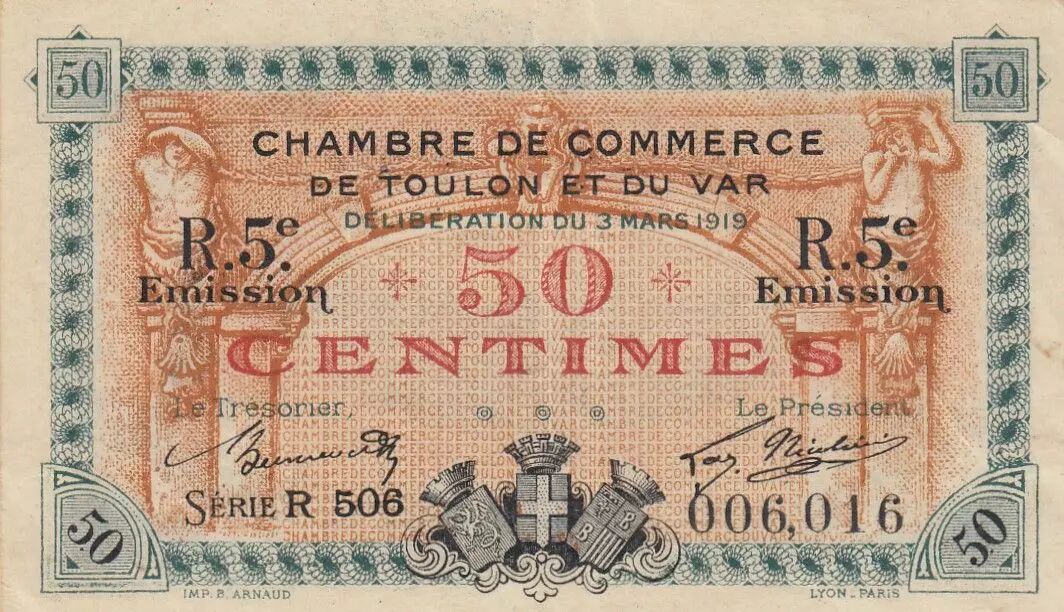 50 50
CHAMBRE DE COMMERCE
DE TOULON ET DU VAR
DÉLIBÉRATION DU 3 MARS 1919
R.5e. R.5e.
Emission 50 Emission
CENTIMES
Le Trésorier, Le Président
SÉRIE R 506 006,016
50 50
IMP. B. ARNAUD LYON - PARIS